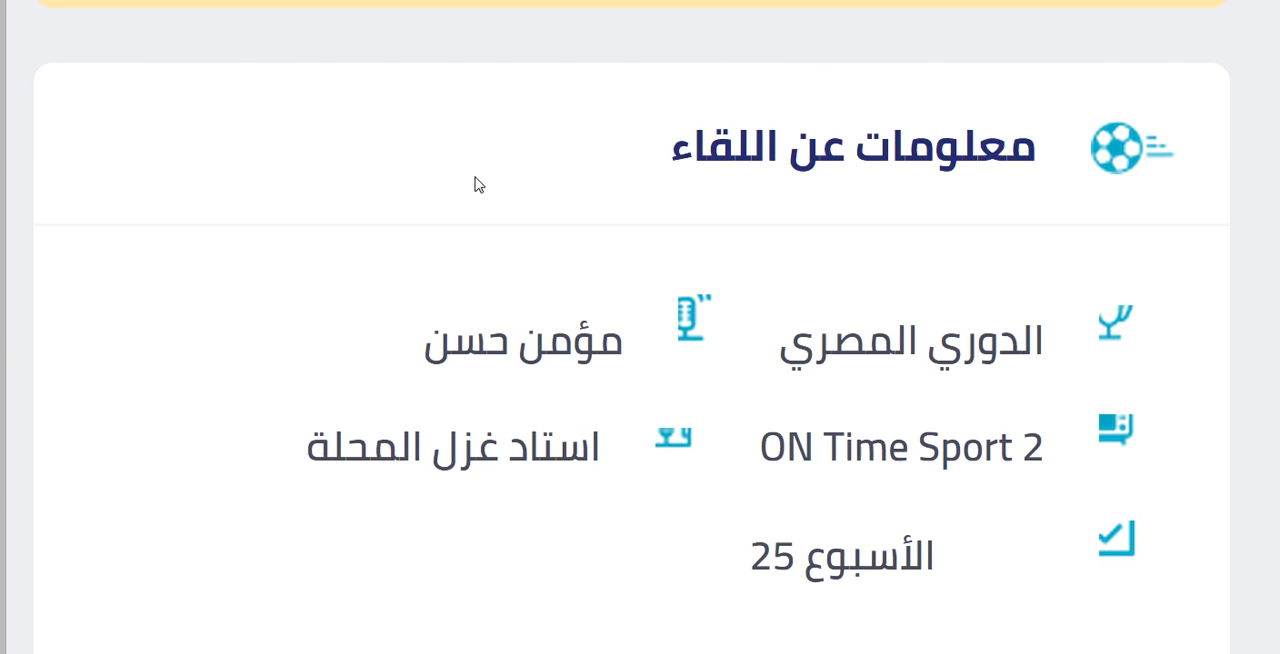 معلومات عن اللقاء
الدوري المصري
مؤمن حسن
ON Time Sport 2
استاد غزل المحلة
الأسبوع 25